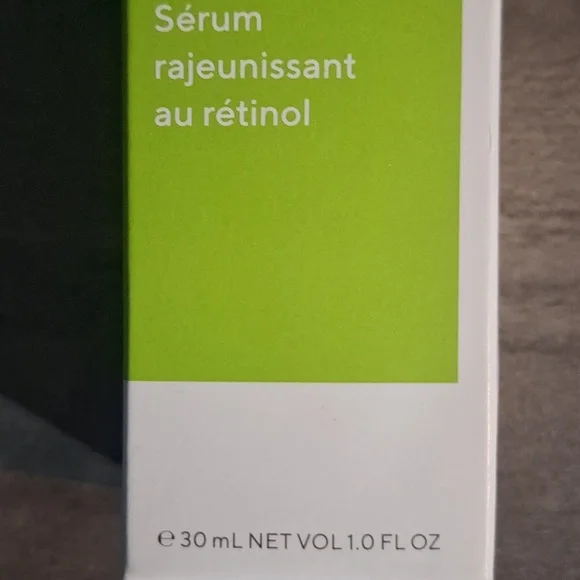 Sérum
rajeunissant
au rétinol
℮ 30 mL NET VOL 1.0 FL OZ